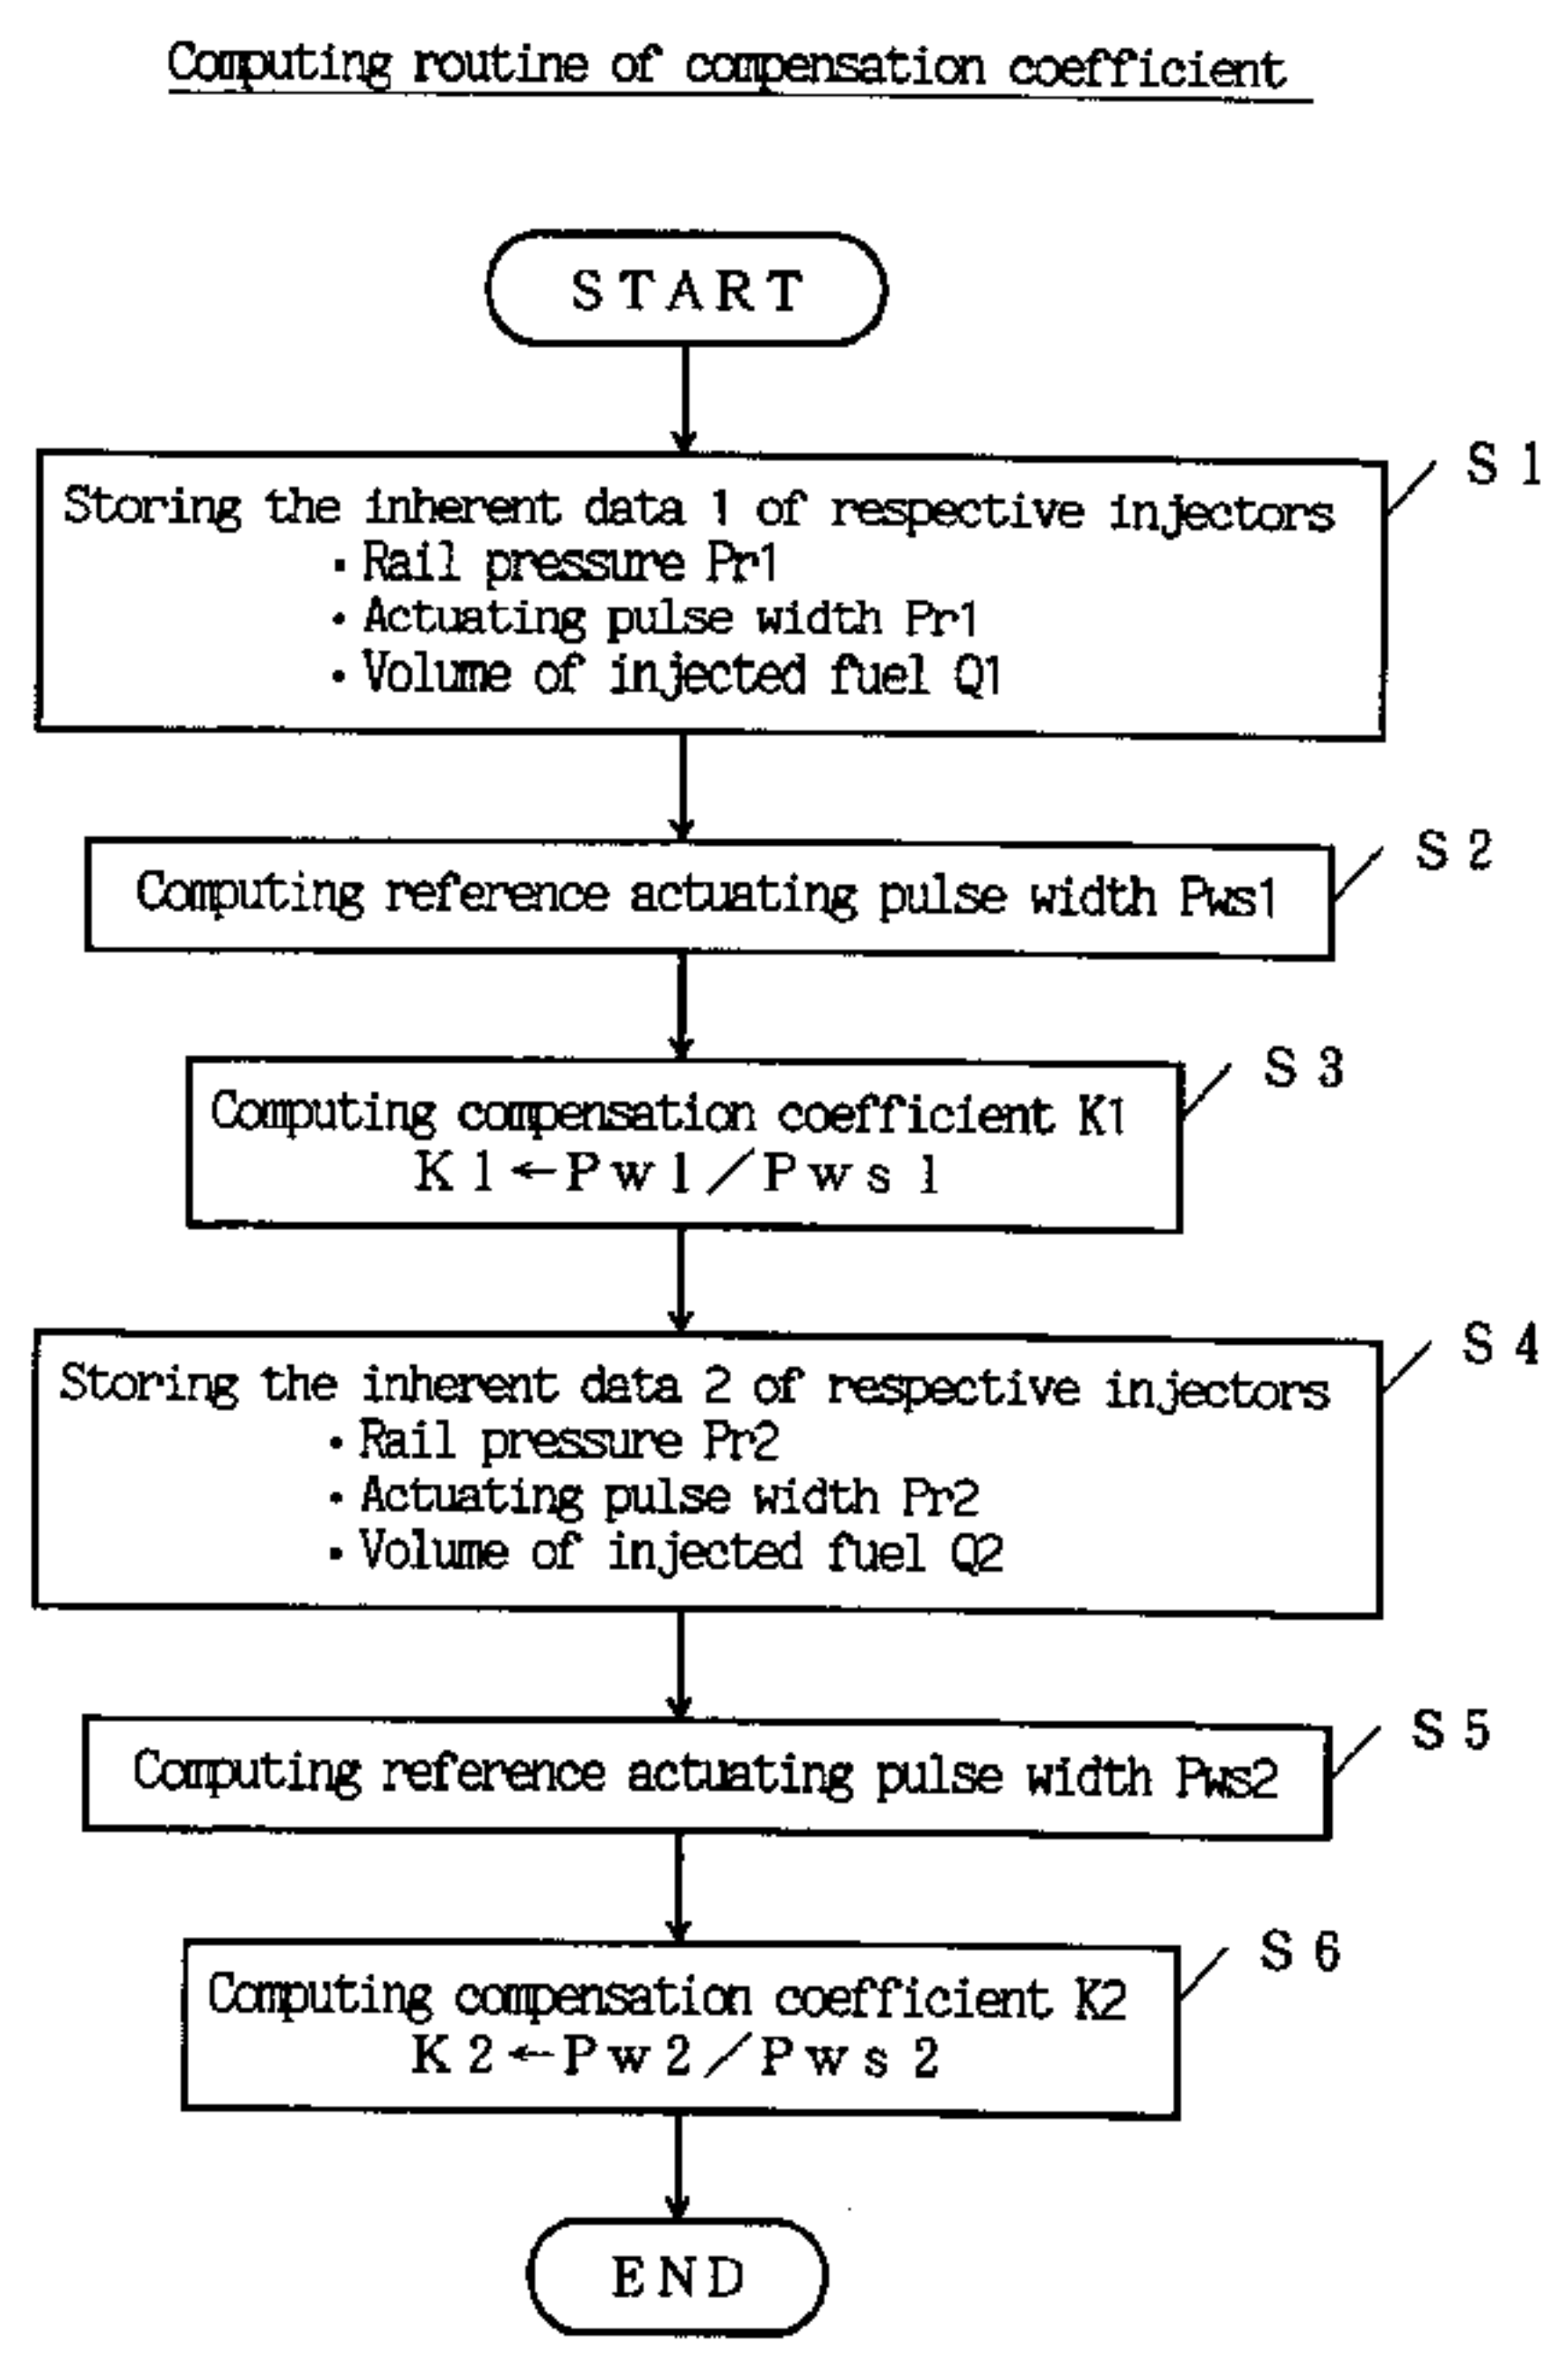 Computing routine of compensation coefficient
START
S 1
Storing the inherent data 1 of respective injectors
・Rail pressure Pr1
・Actuating pulse width Pr1
・Volume of injected fuel Q1
S 2
Computing reference actuating pulse width Pws1
S 3
Computing compensation coefficient K1
K1←Pw1/Pws1
S 4
Storing the inherent data 2 of respective injectors
・Rail pressure Pr2
・Actuating pulse width Pr2
・Volume of injected fuel Q2
S 5
Computing reference actuating pulse width Pws2
S 6
Computing compensation coefficient K2
K2←Pw2/Pws2
END